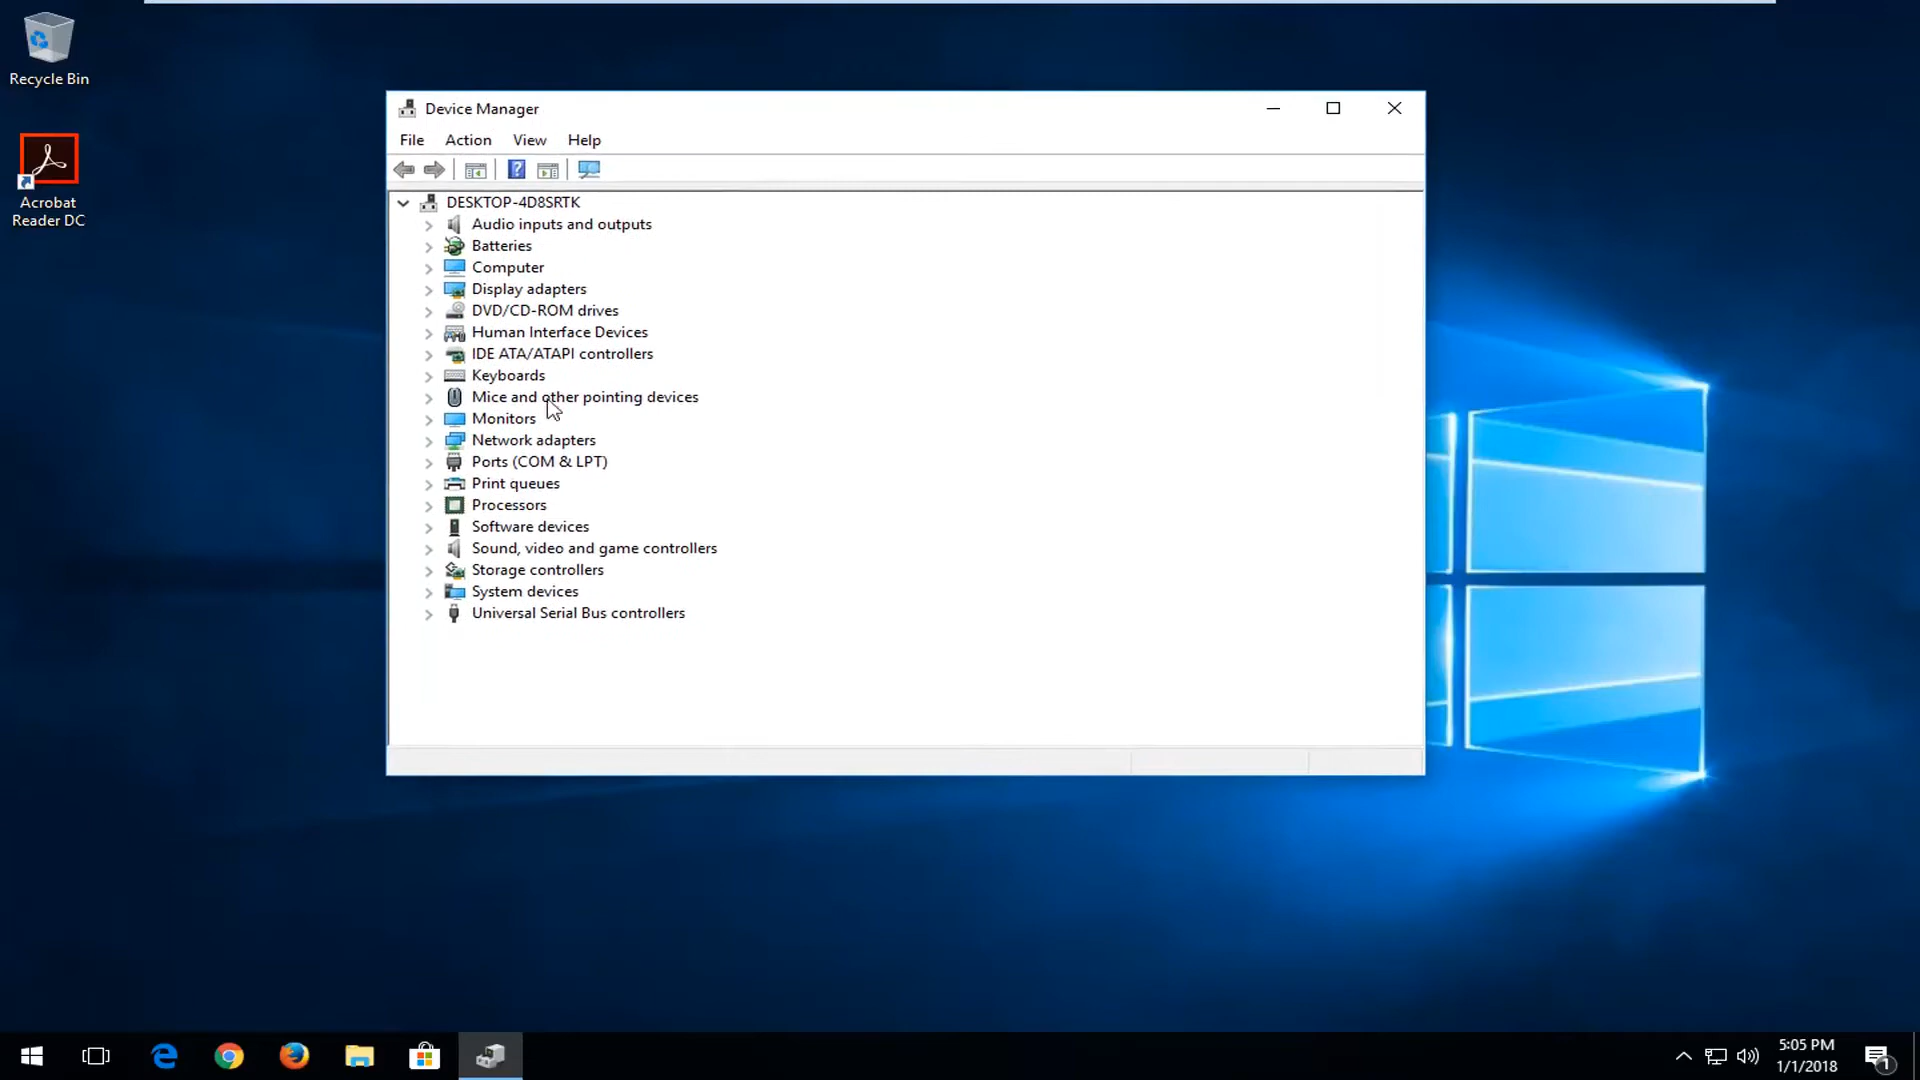 Recycle Bin
Acrobat
Reader DC
Device Manager
File Action View Help
DESKTOP-4D8SRTK
Audio inputs and outputs
Batteries
Computer
Display adapters
DVD/CD-ROM drives
Human Interface Devices
IDE ATA/ATAPI controllers
Keyboards
Mice and other pointing devices
Monitors
Network adapters
Ports (COM & LPT)
Print queues
Processors
Software devices
Sound, video and game controllers
Storage controllers
System devices
Universal Serial Bus controllers
5:05 PM
1/1/2018
1